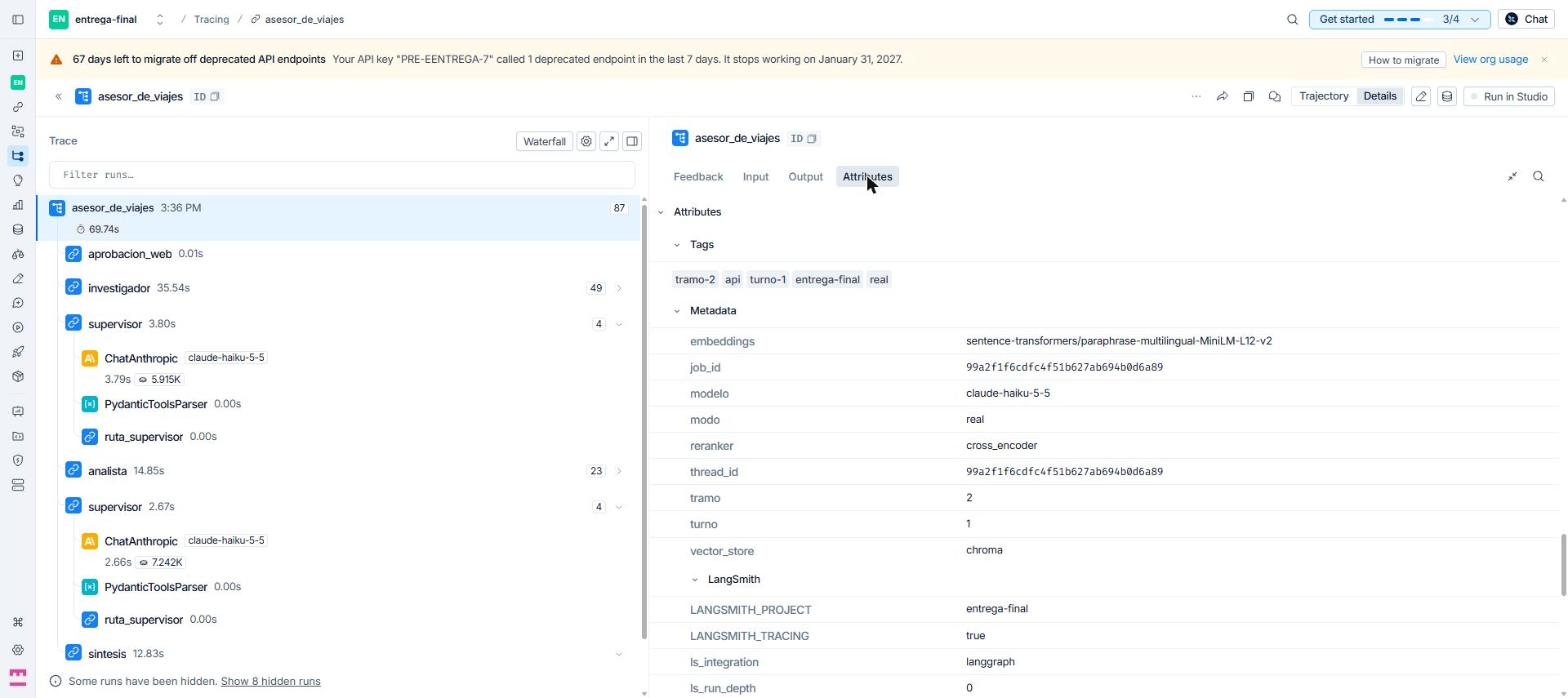 EN entrega-final / Tracing / asesor_de_viajes Get started 3/4 Chat
67 days left to migrate off deprecated API endpoints Your API key "PRE-EENTREGA-7" called 1 deprecated endpoint in the last 7 days. It stops working on January 31, 2027. How to migrate View org usage
EN
asesor_de_viajes ID Trajectory Details Run in Studio
Trace Waterfall
Filter runs…
asesor_de_viajes 3:36 PM 87
69.74s
aprobacion_web 0.01s
investigador 35.54s 49
supervisor 3.80s 4
ChatAnthropic claude-haiku-5-5
3.79s 5.915K
PydanticToolsParser 0.00s
ruta_supervisor 0.00s
analista 14.85s 23
supervisor 2.67s 4
ChatAnthropic claude-haiku-5-5
2.66s 7.242K
PydanticToolsParser 0.00s
ruta_supervisor 0.00s
sintesis 12.83s
Some runs have been hidden. Show 8 hidden runs
asesor_de_viajes ID
Feedback Input Output Attributes
Attributes
Tags
tramo-2 api turno-1 entrega-final real
Metadata
embeddings sentence-transformers/paraphrase-multilingual-MiniLM-L12-v2
job_id 99a2f1f6cdfc4f51b627ab694b0d6a89
modelo claude-haiku-5-5
modo real
reranker cross_encoder
thread_id 99a2f1f6cdfc4f51b627ab694b0d6a89
tramo 2
turno 1
vector_store chroma
LangSmith
LANGSMITH_PROJECT entrega-final
LANGSMITH_TRACING true
ls_integration langgraph
ls_run_depth 0